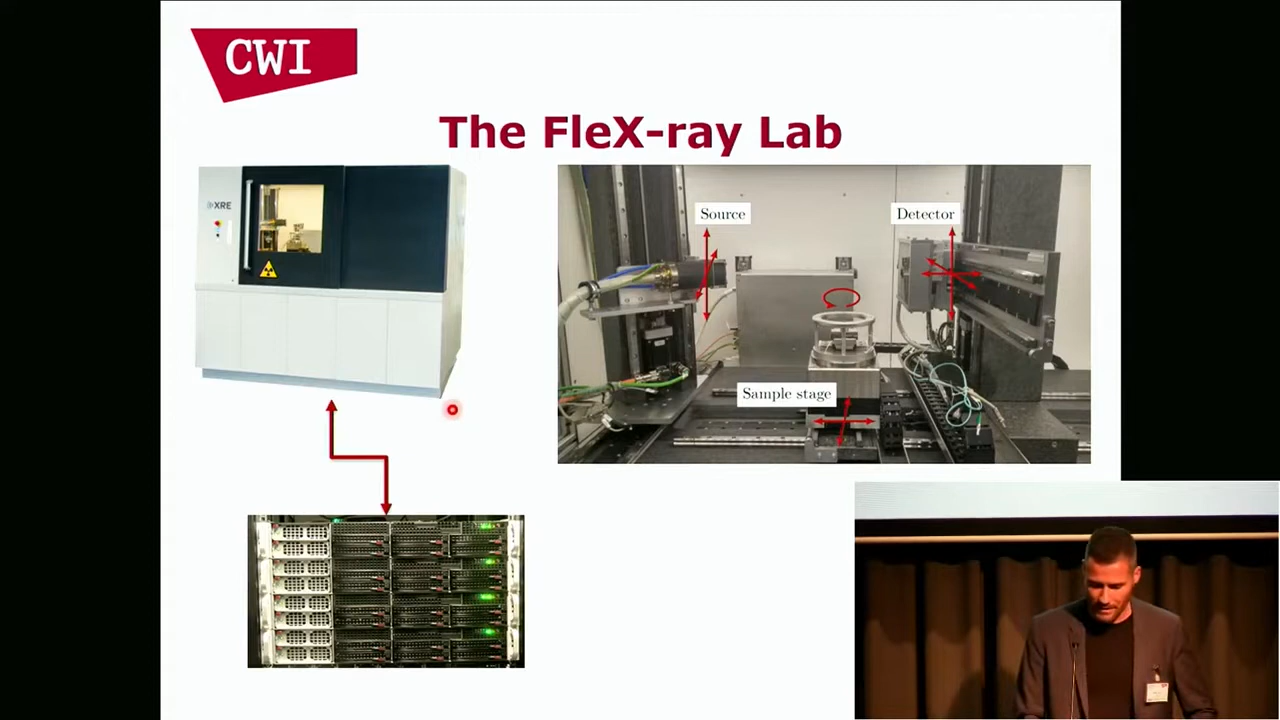 CWI
The FleX-ray Lab
XRE
Source
Detector
Sample stage